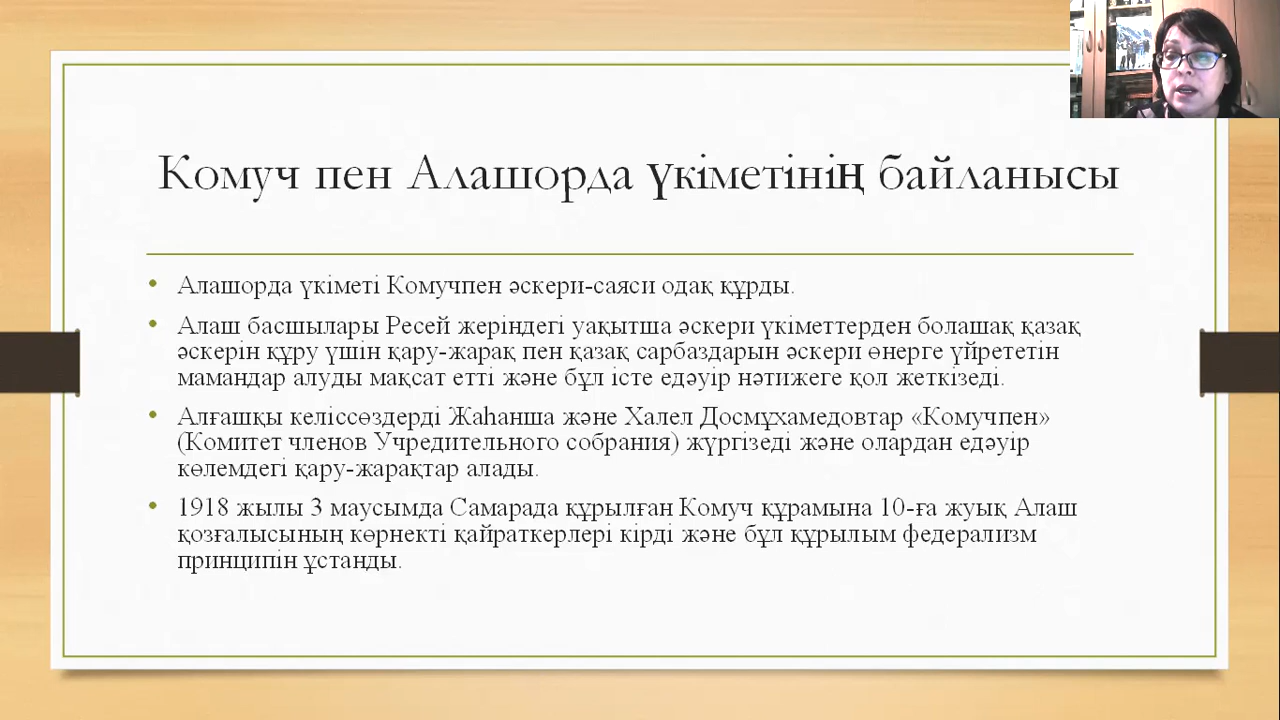 Комуч пен Алашорда үкіметінің байланысы
• Алашорда үкіметі Комучпен әскери-саяси одақ құрды.
• Алаш басшылары Ресей жеріндегі уақытша әскери үкіметтерден болашақ қазақ
әскерін құру үшін қару-жарақ пен қазақ сарбаздарын әскери өнерге үйрететін
мамандар алуды мақсат етті және бұл істе едәуір нәтижеге қол жеткізеді.
• Алғашқы келіссөздерді Жаһанша және Халел Досмұхамедовтар «Комучпен»
(Комитет членов Учредительного собрания) жүргізеді және олардан едәуір
көлемдегі қару-жарақтар алады.
• 1918 жылы 3 маусымда Самарада құрылған Комуч құрамына 10-ға жуық Алаш
қозғалысының көрнекті қайраткерлері кірді және бұл құрылым федерализм
принципін ұстанды.